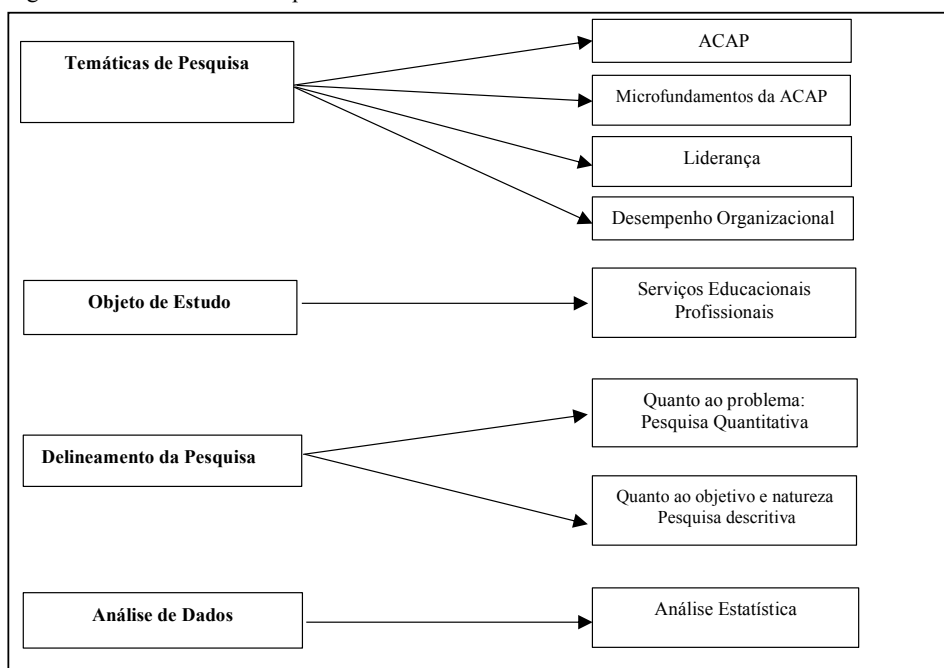 Temáticas de Pesquisa
ACAP
Microfundamentos da ACAP
Liderança
Desempenho Organizacional
Objeto de Estudo
Serviços Educacionais
Profissionais
Delineamento da Pesquisa
Quanto ao problema:
Pesquisa Quantitativa
Quanto ao objetivo e natureza
Pesquisa descritiva
Análise de Dados
Análise Estatística